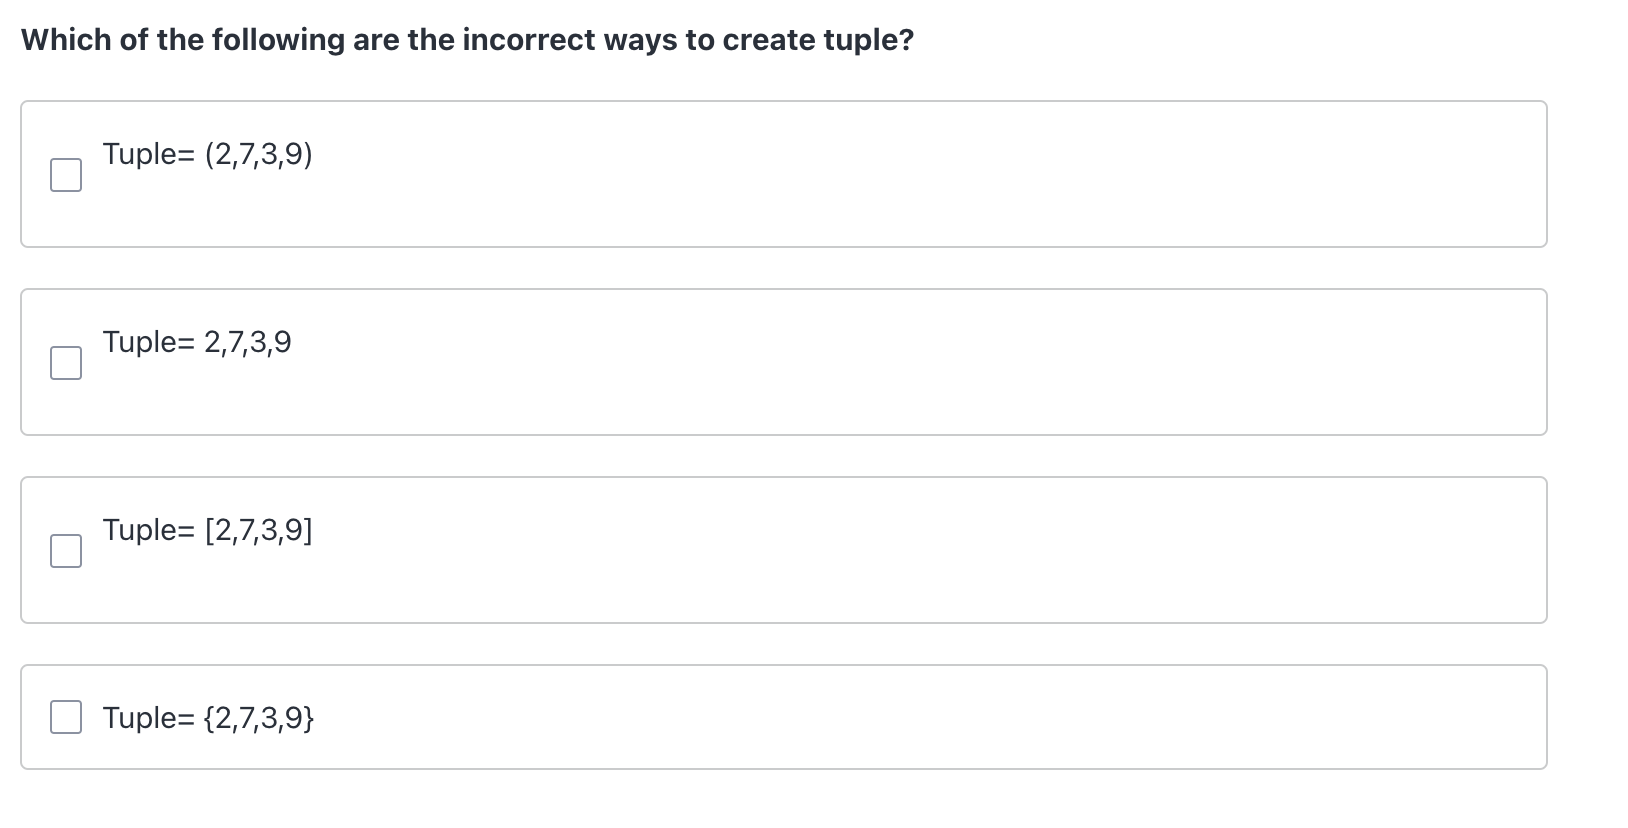 Which of the following are the incorrect ways to create tuple?
Tuple= (2,7,3,9)
Tuple= 2,7,3,9
Tuple= [2,7,3,9]
Tuple= {2,7,3,9}